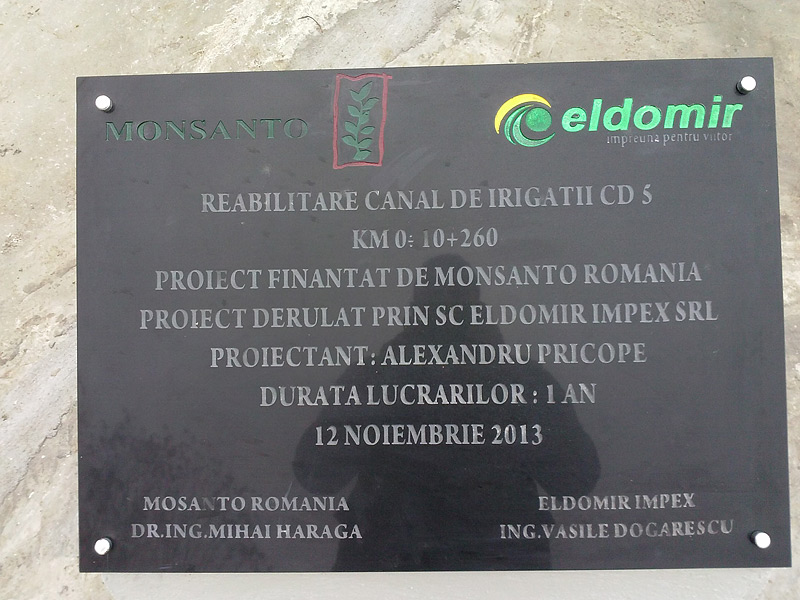 MONSANTO
eldomir
impreuna pentru viitor
REABILITARE CANAL DE IRIGATII CD 5
KM 0÷10+260
PROIECT FINANTAT DE MONSANTO ROMANIA
PROIECT DERULAT PRIN SC ELDOMIR IMPEX SRL
PROIECTANT: ALEXANDRU PRICOPE
DURATA LUCRARILOR : 1 AN
12 NOIEMBRIE 2013
MOSANTO ROMANIA
DR.ING.MIHAI HARAGA
ELDOMIR IMPEX
ING.VASILE DOGARESCU